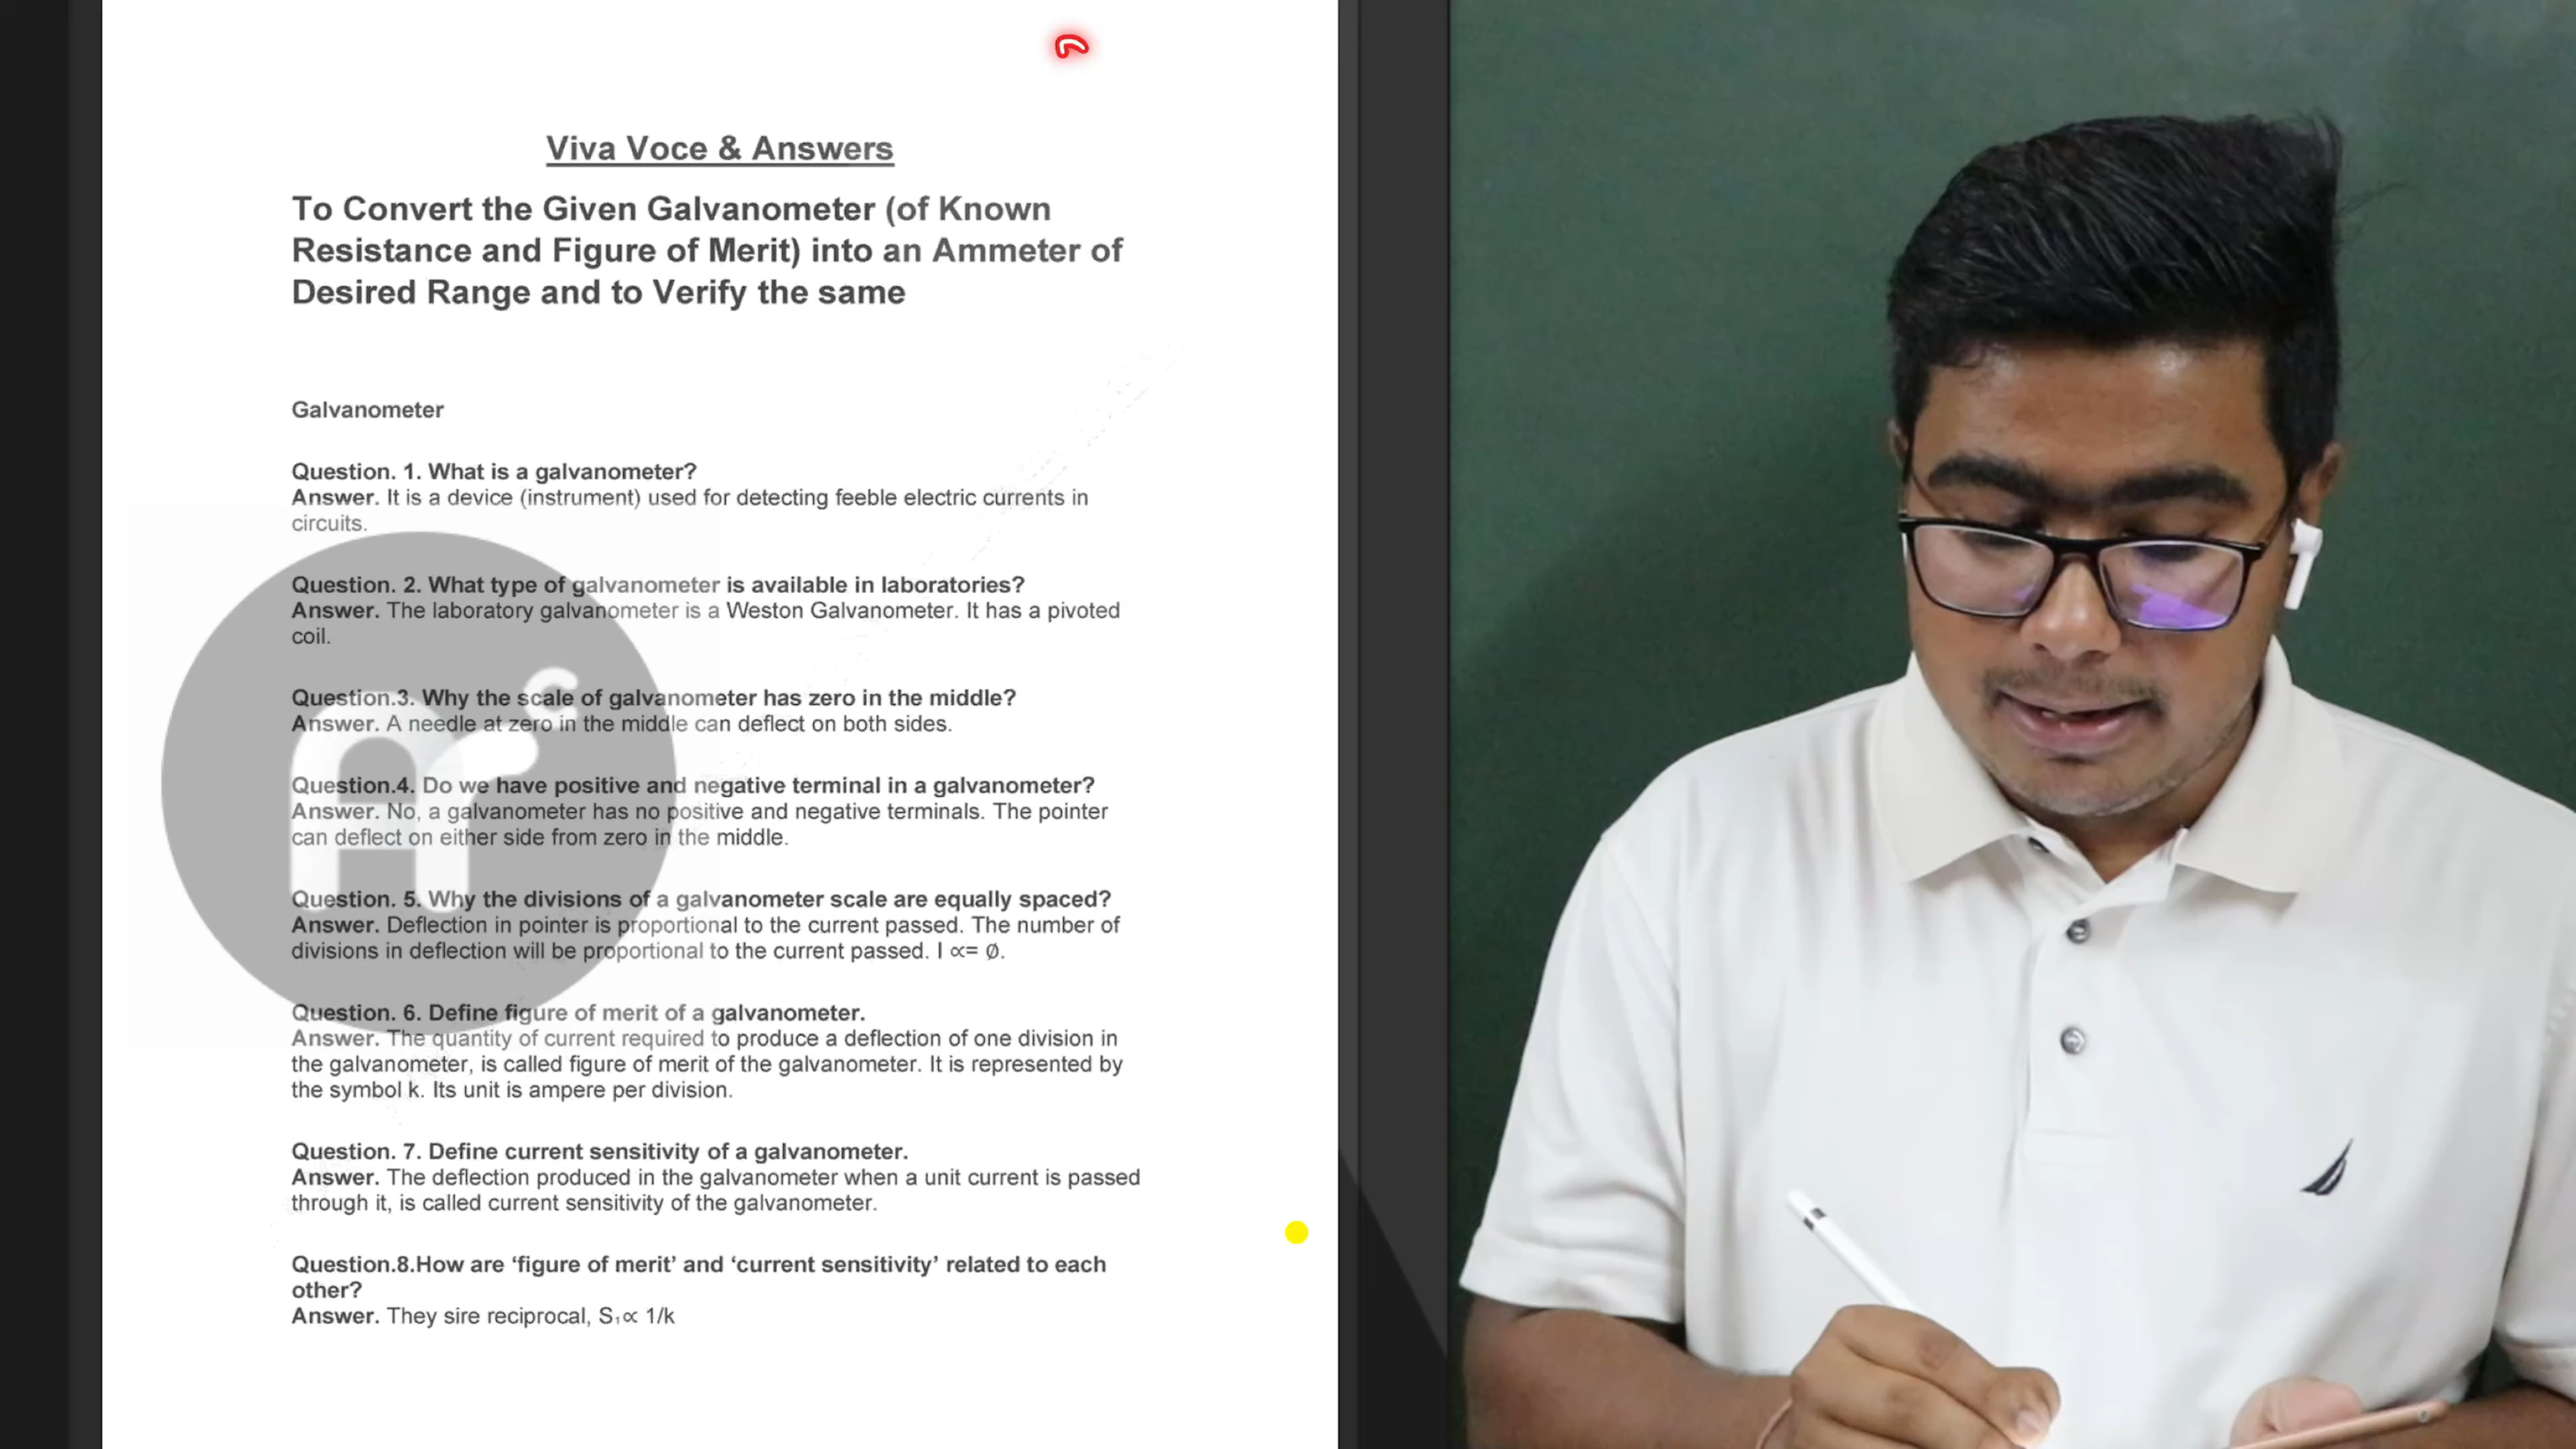 Viva Voce & Answers
To Convert the Given Galvanometer (of Known
Resistance and Figure of Merit) into an Ammeter of
Desired Range and to Verify the same
Galvanometer
Question. 1. What is a galvanometer?
Answer. It is a device (instrument) used for detecting feeble electric currents in
circuits.
Question. 2. What type of galvanometer is available in laboratories?
Answer. The laboratory galvanometer is a Weston Galvanometer. It has a pivoted
coil.
Question.3. Why the scale of galvanometer has zero in the middle?
Answer. A needle at zero in the middle can deflect on both sides.
Question.4. Do we have positive and negative terminal in a galvanometer?
Answer. No, a galvanometer has no positive and negative terminals. The pointer
can deflect on either side from zero in the middle.
Question. 5. Why the divisions of a galvanometer scale are equally spaced?
Answer. Deflection in pointer is proportional to the current passed. The number of
divisions in deflection will be proportional to the current passed. I ∝= ∅.
Question. 6. Define figure of merit of a galvanometer.
Answer. The quantity of current required to produce a deflection of one division in
the galvanometer, is called figure of merit of the galvanometer. It is represented by
the symbol k. Its unit is ampere per division.
Question. 7. Define current sensitivity of a galvanometer.
Answer. The deflection produced in the galvanometer when a unit current is passed
through it, is called current sensitivity of the galvanometer.
Question.8.How are ‘figure of merit’ and ‘current sensitivity’ related to each
other?
Answer. They sire reciprocal, S₁∝ 1/k
Arc